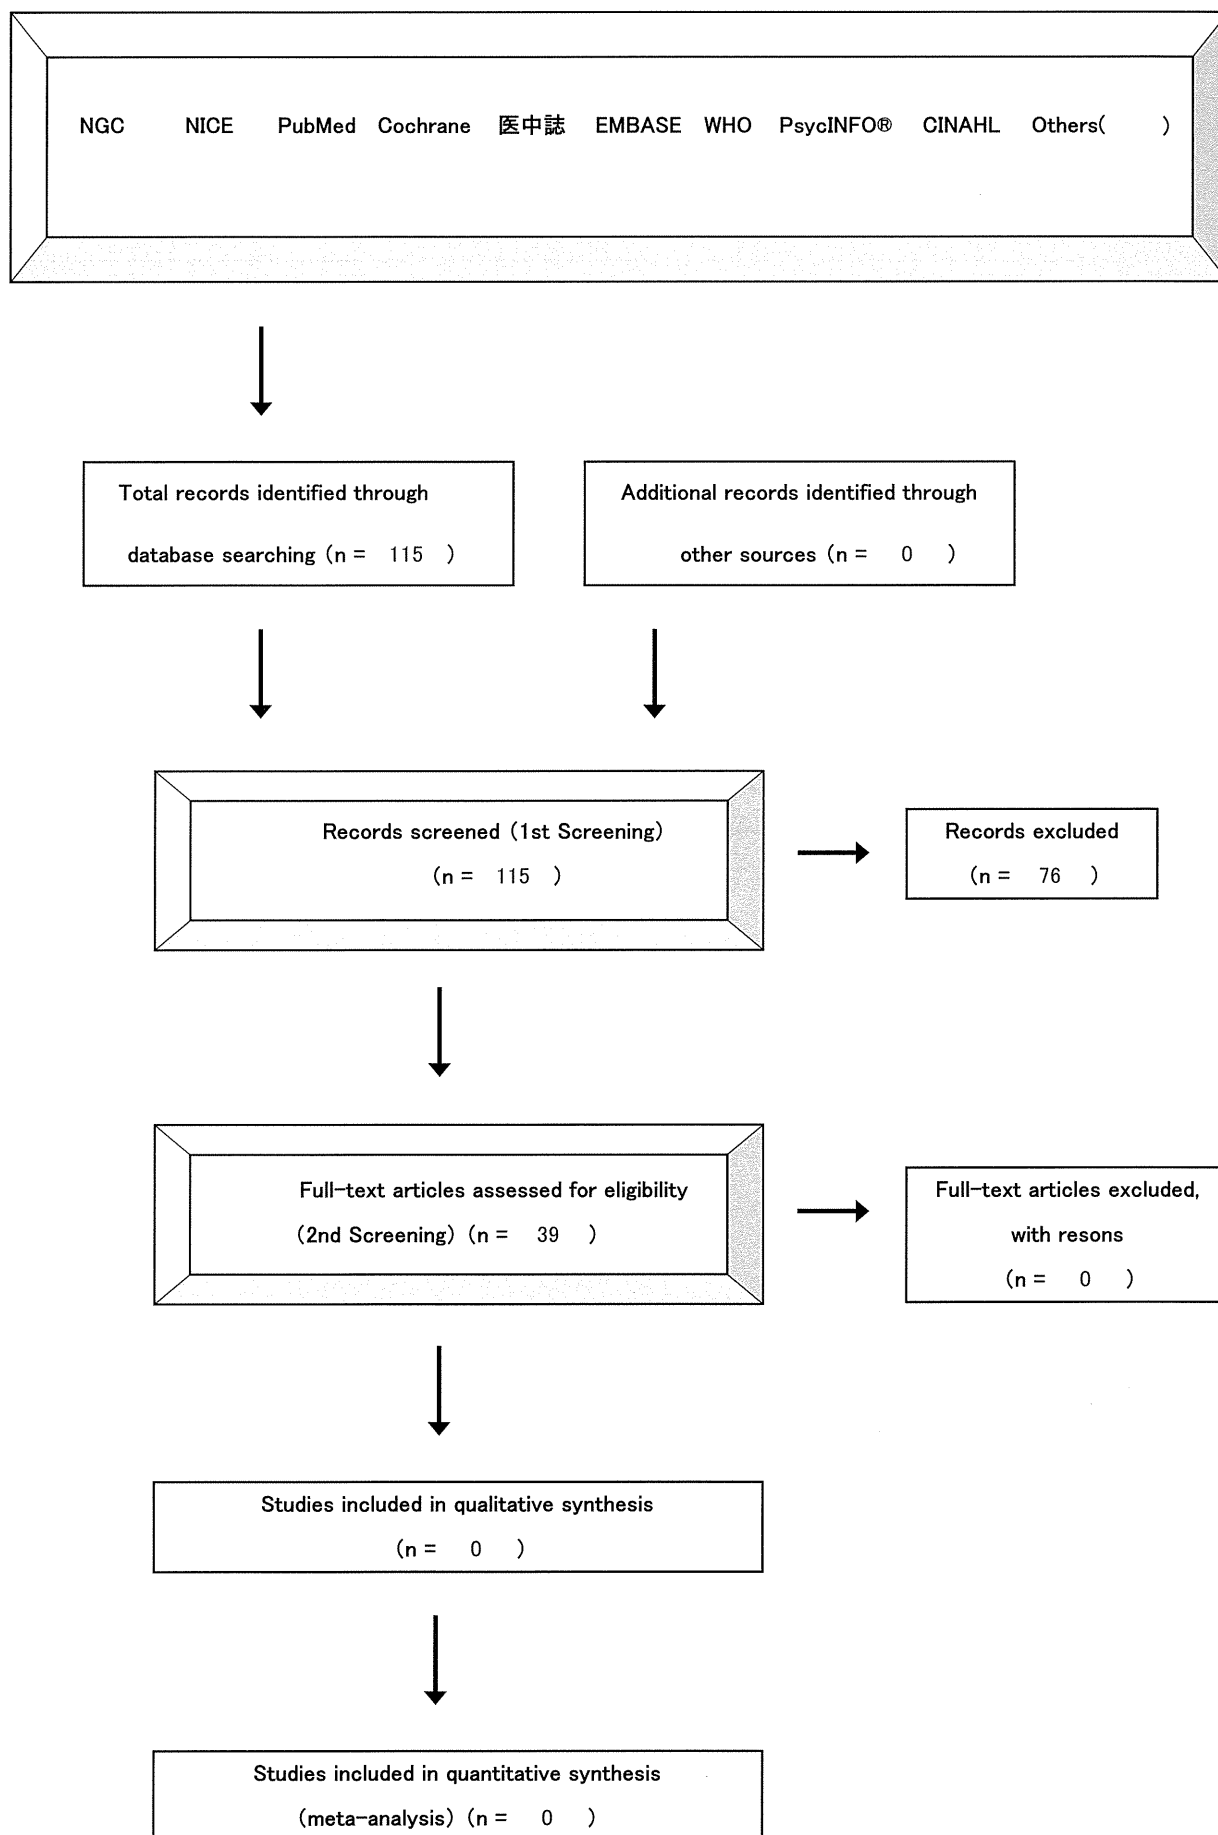 NGC NICE PubMed Cochrane 医中誌 EMBASE WHO PsycINFO® CINAHL Others( )
Total records identified through
database searching (n = 115 )
Additional records identified through
other sources (n = 0 )
Records screened (1st Screening)
(n = 115 )
Records excluded
(n = 76 )
Full-text articles assessed for eligibility
(2nd Screening) (n = 39 )
Full-text articles excluded,
with resons
(n = 0 )
Studies included in qualitative synthesis
(n = 0 )
Studies included in quantitative synthesis
(meta-analysis) (n = 0 )